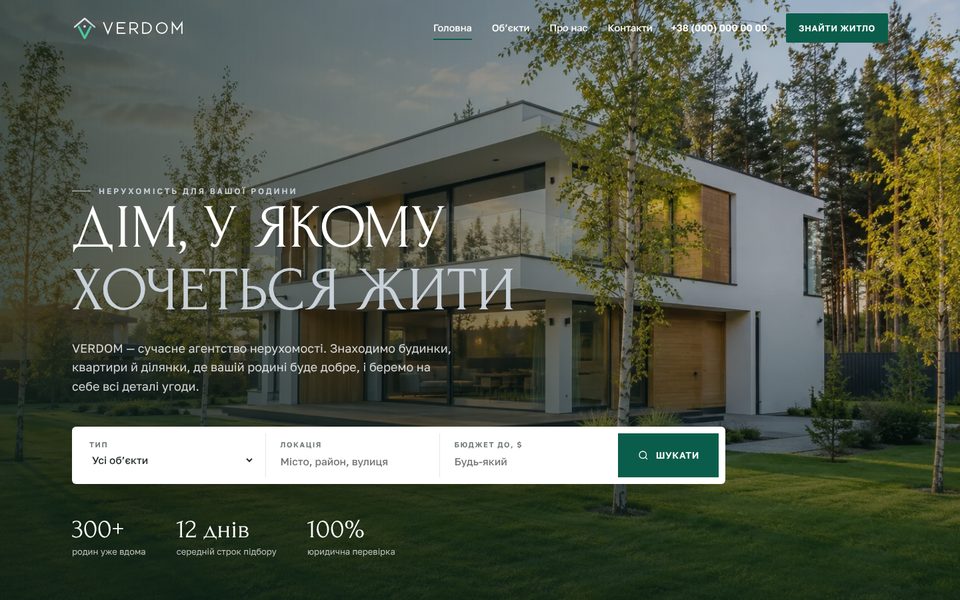 VERDOM
Головна Об'єкти Про нас Контакти +38 (000) 000 00 00 ЗНАЙТИ ЖИТЛО
НЕРУХОМІСТЬ ДЛЯ ВАШОЇ РОДИНИ
ДІМ, У ЯКОМУ
ХОЧЕТЬСЯ ЖИТИ
VERDOM — сучасне агентство нерухомості. Знаходимо будинки,
квартири й ділянки, де вашій родині буде добре, і беремо на
себе всі деталі угоди.
ТИП ЛОКАЦІЯ БЮДЖЕТ ДО, $
Усі об'єкти Місто, район, вулиця Будь-який ШУКАТИ
300+ 12 днів 100%
родин уже вдома середній строк підбору юридична перевірка